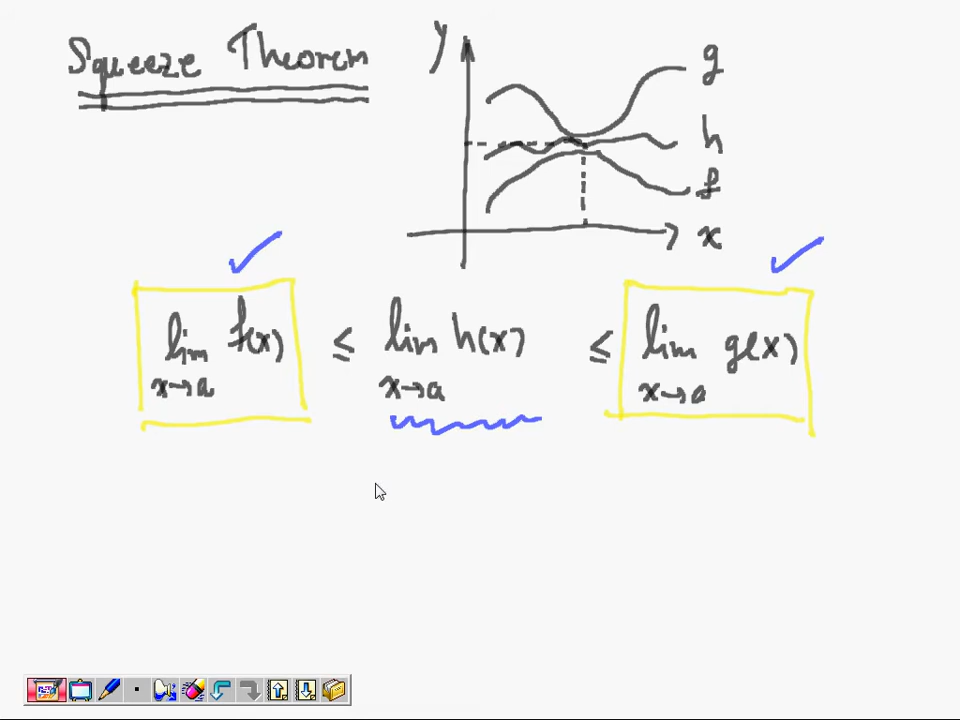 Squeeze Theorem
y
g
h
f
x
lim f(x) ≤ lim h(x) ≤ lim g(x)
x→a x→a x→a